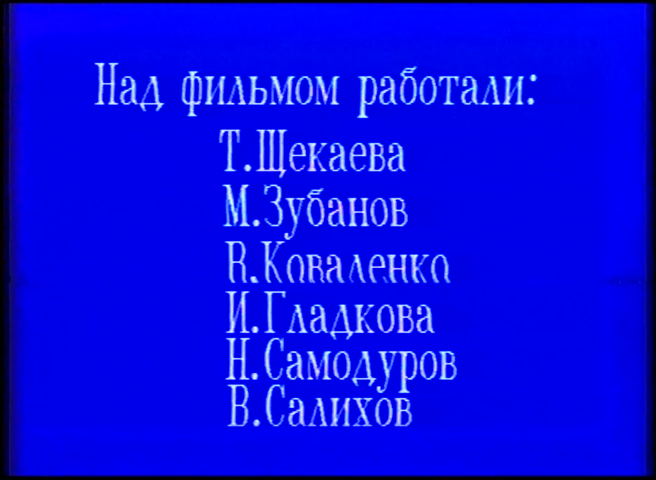 Над фильмом работали:
Т.Щекаева
М.Зубанов
В.Коваленко
И.Гладкова
Н.Самодуров
В.Салихов